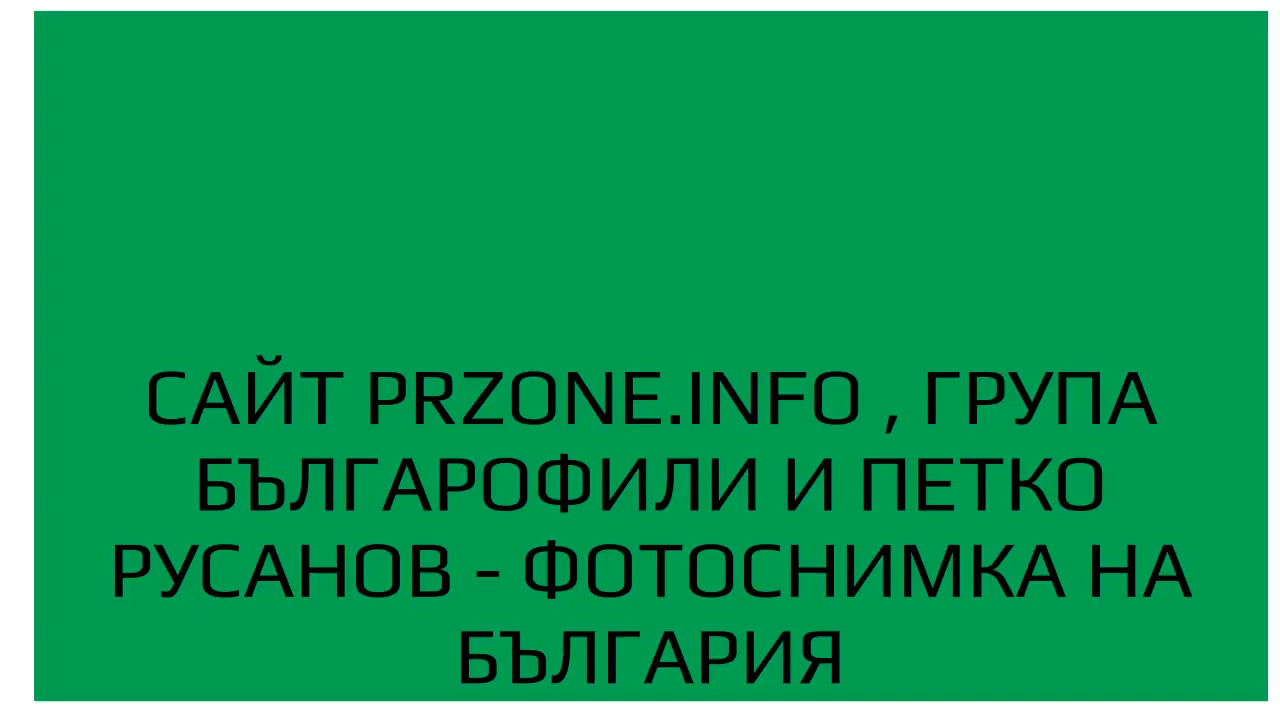 САЙТ PRZONE.INFO , ГРУПА
БЪЛГАРОФИЛИ И ПЕТКО
РУСАНОВ - ФОТОСНИМКА НА
БЪЛГАРИЯ